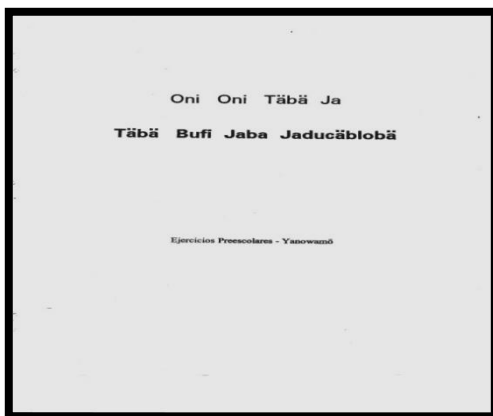 Oni Oni Täbä Ja
Täbä Bufi Jaba Jaducäblobä
Ejercicios Preescolares - Yanowamö